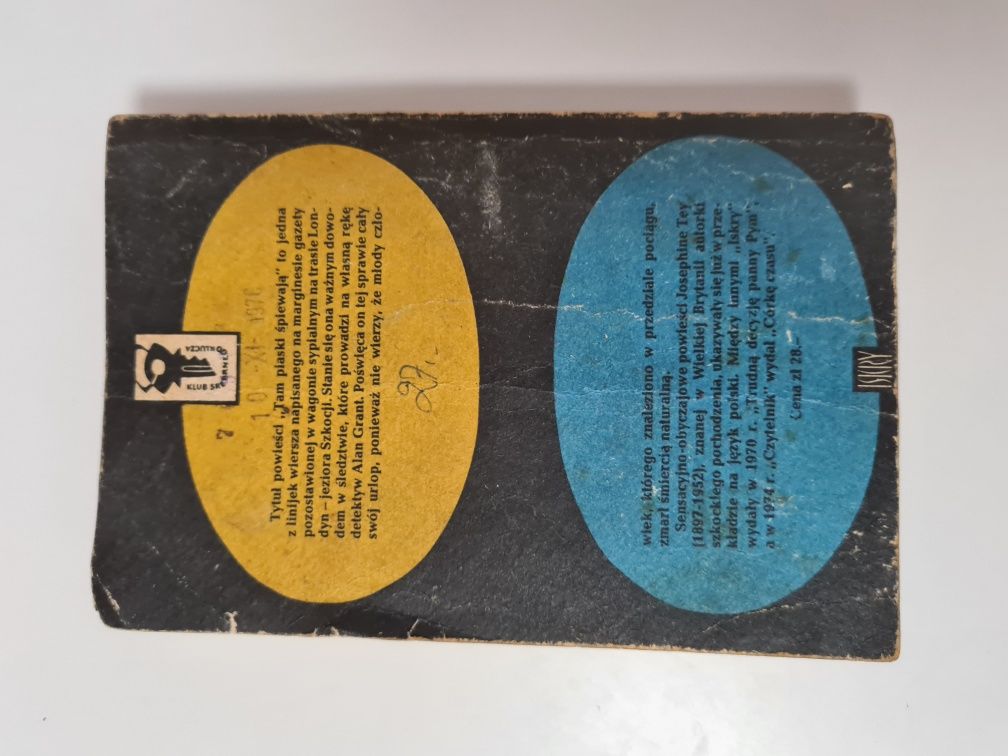 KLUB SREBRNEGO
KLUCZA
7
10 -XI- 1976
Tytuł powieści „Tam piaski śpiewają" to jedna
z linijek wiersza napisanego na marginesie gazety
pozostawionej w wagonie sypialnym na trasie Lon-
dyn – jeziora Szkocji. Stanie się ona ważnym dowo-
dem w śledztwie, które prowadzi na własną rękę
detektyw Alan Grant. Poświęca on tej sprawie cały
swój urlop, ponieważ nie wierzy, że młody czło-
27,-
wiek, którego znaleziono w przedziale pociągu,
zmarł śmiercią naturalną.
Sensacyjno-obyczajowe powieści Josephine Tey
(1897-1952), znanej w Wielkiej Brytanii autorki
szkockiego pochodzenia, ukazywały się już w prze-
kładzie na język polski. Między innymi „Iskry"
wydały w 1970 r. „Trudną decyzję panny Pym",
a w 1974 r. „Czytelnik" wydał „Córkę czasu".
Cena zł 28.-
ISKRY